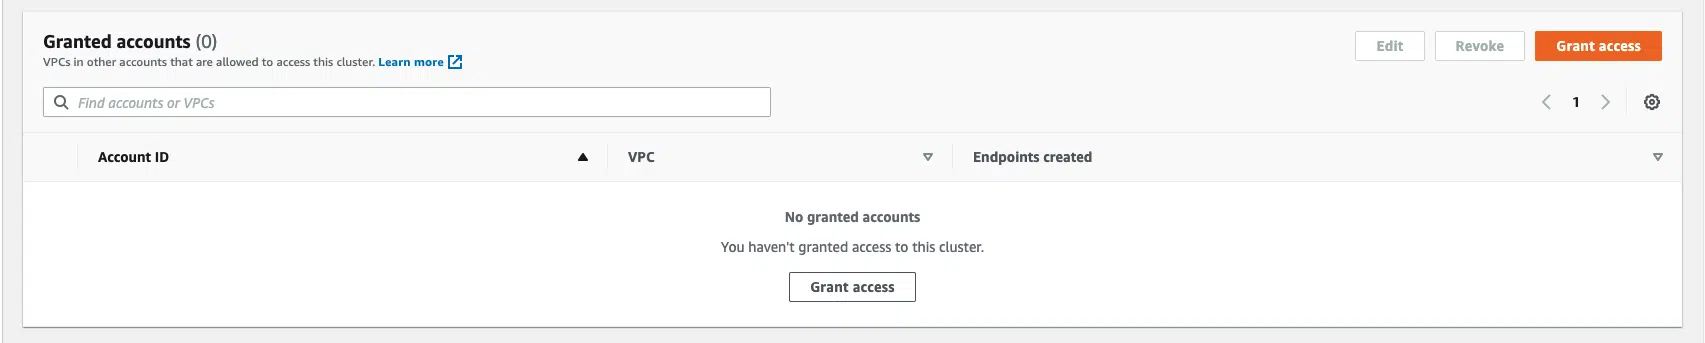 Granted accounts (0)
Edit
Revoke
Grant access
VPCs in other accounts that are allowed to access this cluster. Learn more
Find accounts or VPCs
1
Account ID
VPC
Endpoints created
No granted accounts
You haven't granted access to this cluster.
Grant access